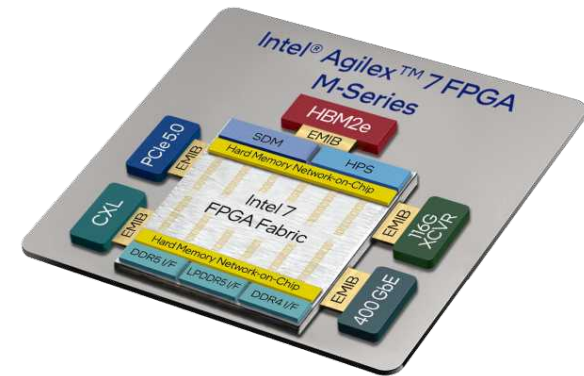 Intel® Agilex™ 7 FPGA
M-Series
HBM2e
EMIB
SDM
HPS
Hard Memory Network-on-Chip
PCIe 5.0
EMIB
CXL
EMIB
Intel 7
FPGA Fabric
EMIB
116G
XCVR
EMIB
400 GbE
Hard Memory Network-on-Chip
DDR5 I/F
LPDDR5 I/F
DDR4 I/F